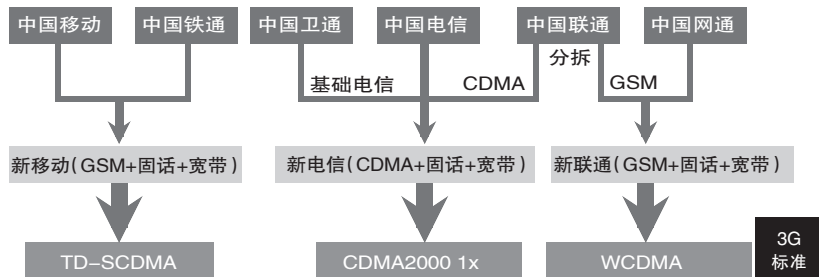 中国移动 中国铁通 中国卫通 中国电信 中国联通 中国网通
分拆
基础电信 CDMA GSM
新移动(GSM+固话+宽带) 新电信(CDMA+固话+宽带) 新联通(GSM+固话+宽带)
3G
TD-SCDMA CDMA2000 1x WCDMA 标准